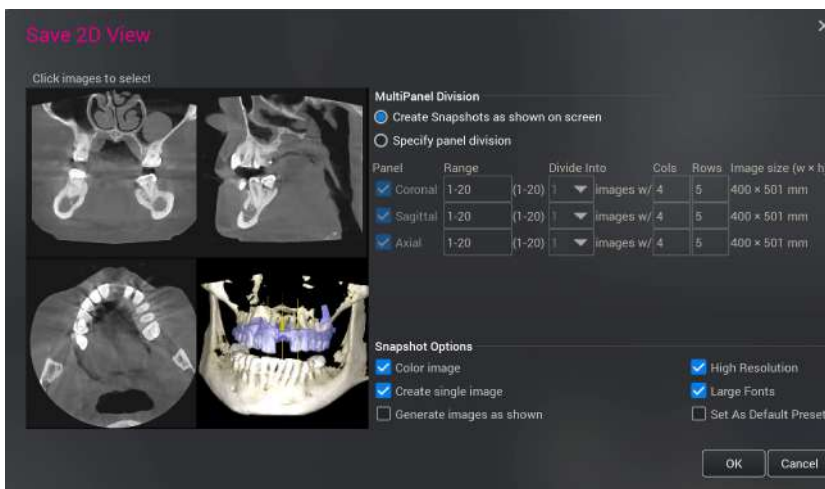 Save 2D View
Click images to select
MultiPanel Division
Create Snapshots as shown on screen
Specify panel division
Panel Range Divide Into Cols Rows Image size (w × h
Coronal 1-20 (1-20) 1 images w/ 4 5 400 × 501 mm
Sagittal 1-20 (1-20) 1 images w/ 4 5 400 × 501 mm
Axial 1-20 (1-20) 1 images w/ 4 5 400 × 501 mm
Snapshot Options
Color image High Resolution
Create single image Large Fonts
Generate images as shown Set As Default Preset
OK Cancel